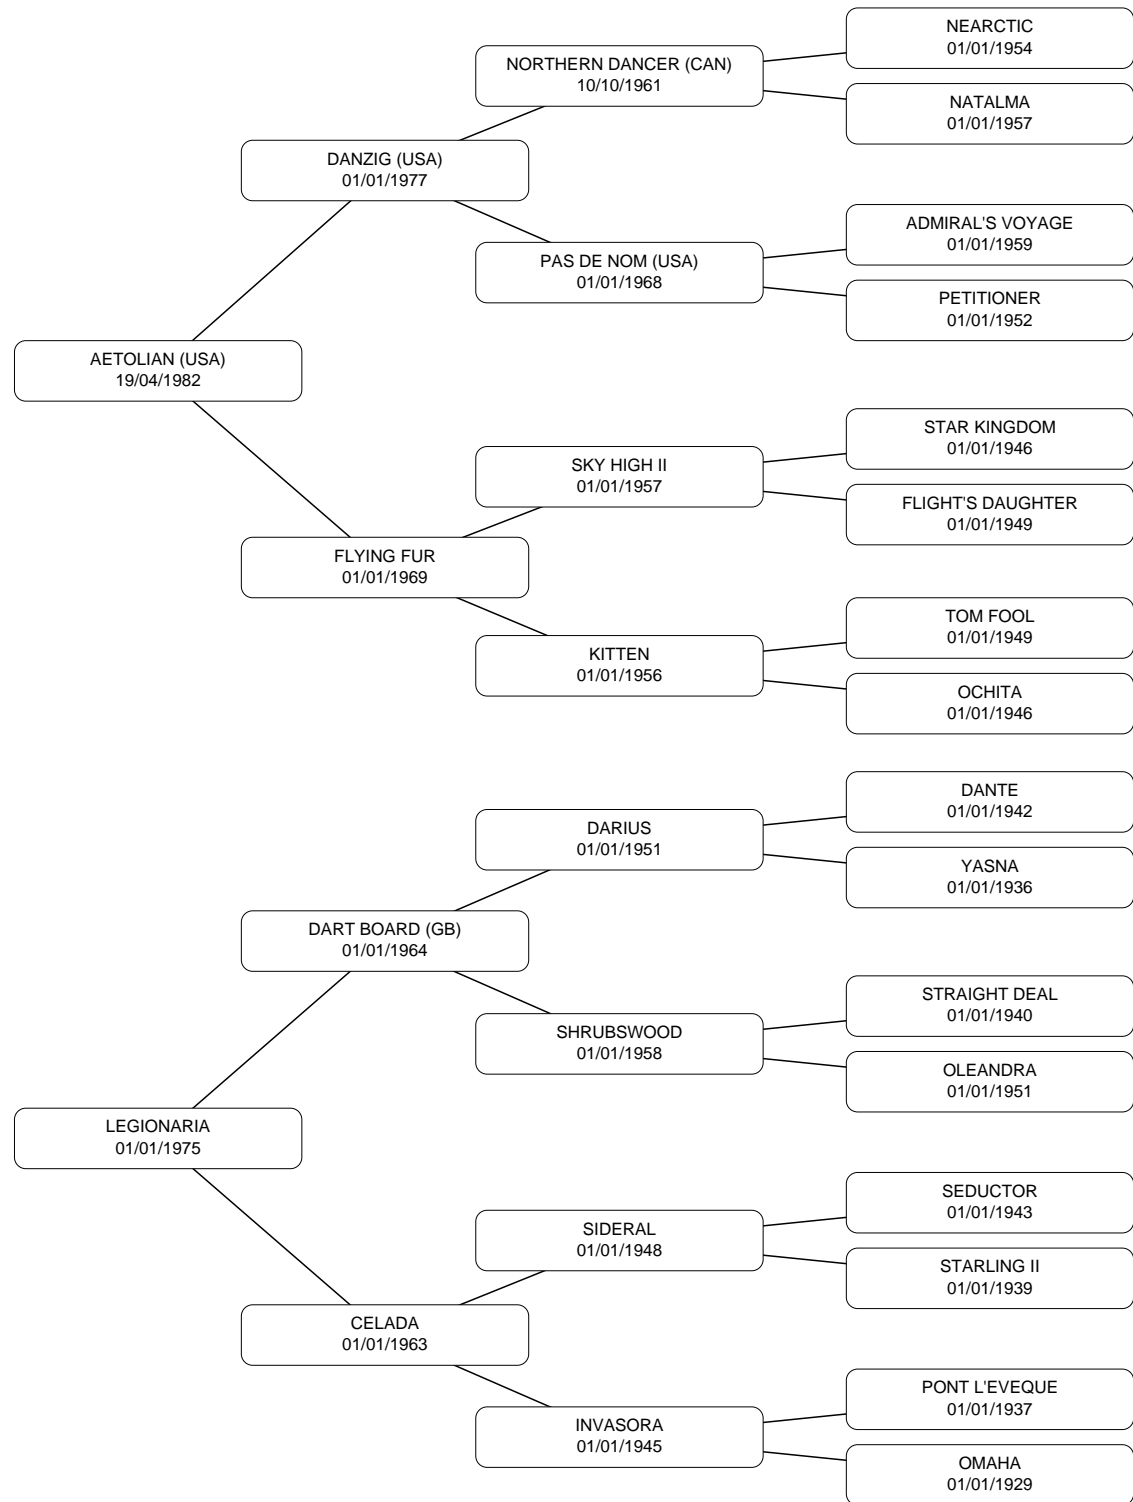 NEARCTIC
01/01/1954
NORTHERN DANCER (CAN)
10/10/1961
NATALMA
01/01/1957
DANZIG (USA)
01/01/1977
ADMIRAL'S VOYAGE
01/01/1959
PAS DE NOM (USA)
01/01/1968
PETITIONER
01/01/1952
AETOLIAN (USA)
19/04/1982
STAR KINGDOM
01/01/1946
SKY HIGH II
01/01/1957
FLIGHT'S DAUGHTER
01/01/1949
FLYING FUR
01/01/1969
TOM FOOL
01/01/1949
KITTEN
01/01/1956
OCHITA
01/01/1946
DANTE
01/01/1942
DARIUS
01/01/1951
YASNA
01/01/1936
DART BOARD (GB)
01/01/1964
STRAIGHT DEAL
01/01/1940
SHRUBSWOOD
01/01/1958
OLEANDRA
01/01/1951
LEGIONARIA
01/01/1975
SEDUCTOR
01/01/1943
SIDERAL
01/01/1948
STARLING II
01/01/1939
CELADA
01/01/1963
PONT L'EVEQUE
01/01/1937
INVASORA
01/01/1945
OMAHA
01/01/1929